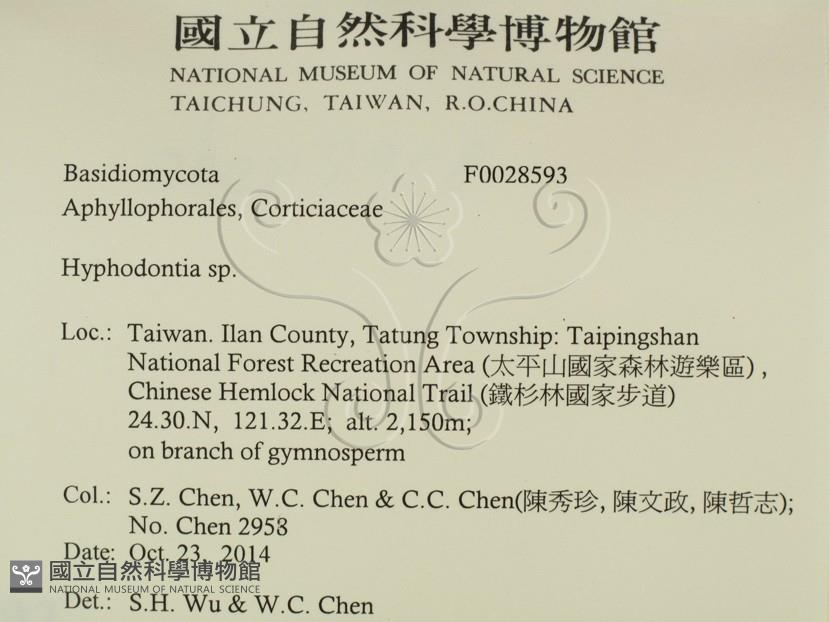 國立自然科學博物館
NATIONAL MUSEUM OF NATURAL SCIENCE
TAICHUNG, TAIWAN, R.O.CHINA
Basidiomycota F0028593
Aphyllophorales, Corticiaceae
Hyphodontia sp.
Loc.: Taiwan. Ilan County, Tatung Township: Taipingshan
National Forest Recreation Area (太平山國家森林遊樂區) ,
Chinese Hemlock National Trail (鐵杉林國家步道)
24.30.N, 121.32.E; alt. 2,150m;
on branch of gymnosperm
Col.: S.Z. Chen, W.C. Chen & C.C. Chen(陳秀珍, 陳文政, 陳哲志);
No. Chen 2958
Date: Oct. 23, 2014
國立自然科學博物館
NATIONAL MUSEUM OF NATURAL SCIENCE
Det.: S.H. Wu & W.C. Chen